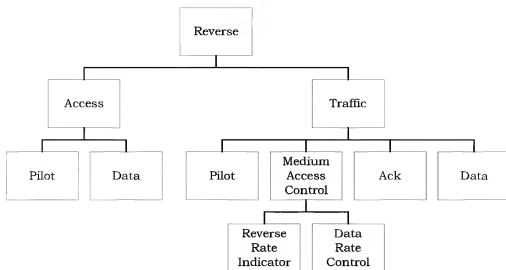 Reverse
Access
Traffic
Pilot
Data
Pilot
Medium
Access
Control
Ack
Data
Reverse
Rate
Indicator
Data
Rate
Control